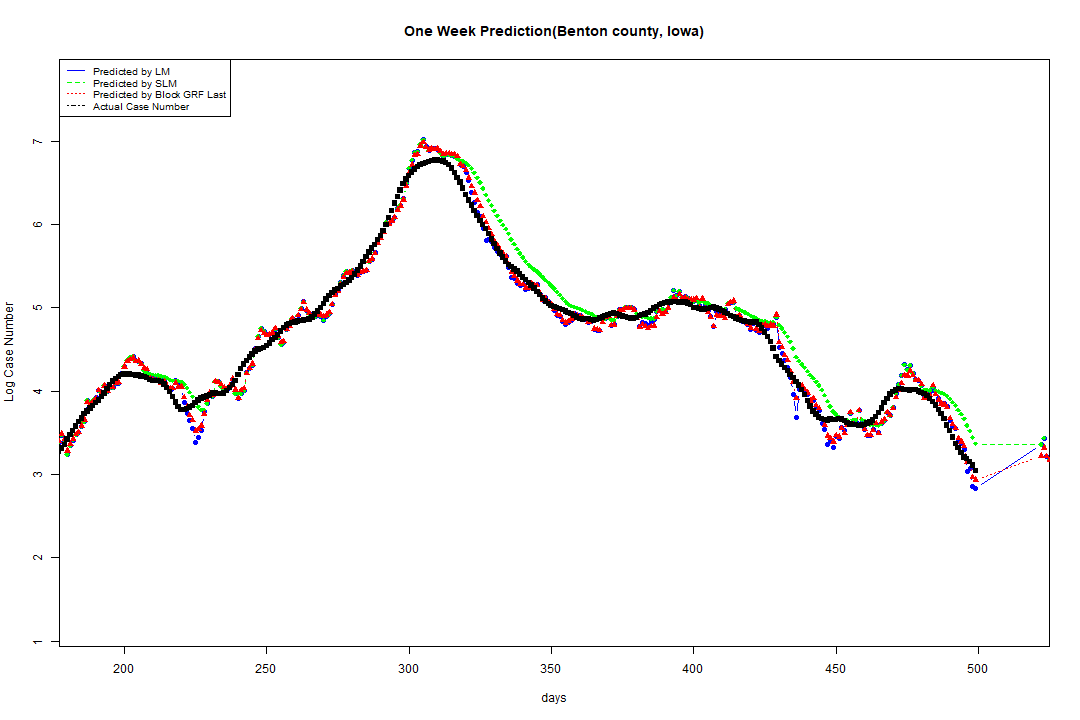 One Week Prediction(Benton county, Iowa)
Predicted by LM
Predicted by SLM
Predicted by Block GRF Last
Actual Case Number
Log Case Number
7
6
5
4
3
2
1
200 250 300 350 400 450 500
days